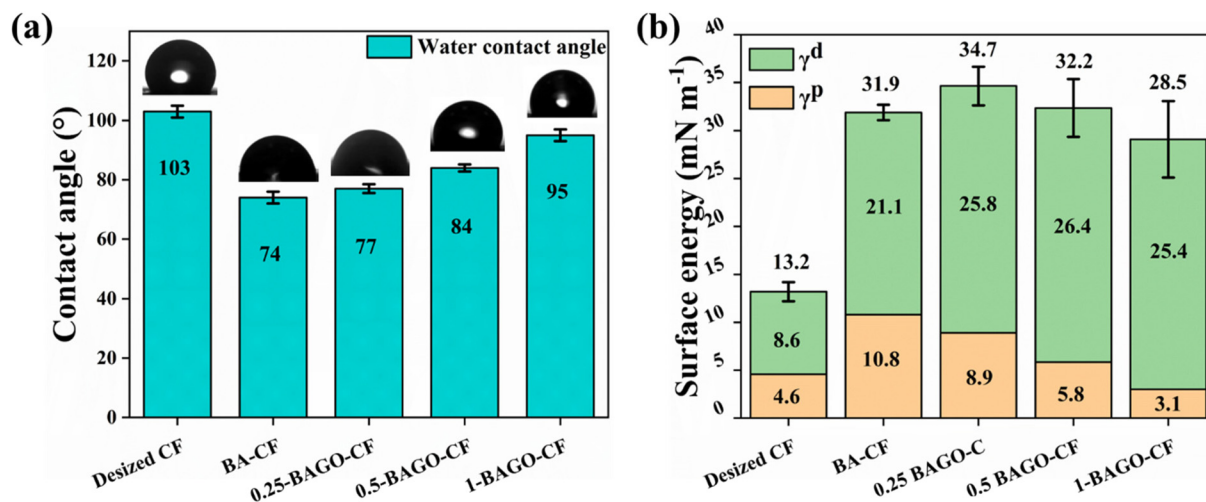 (a)
Contact angle (°)
120
100
80
60
40
20
0
Water contact angle
103
74
77
84
95
Desized CF
BA-CF
0.25-BAGO-CF
0.5-BAGO-CF
1-BAGO-CF
(b)
Surface energy (mN m⁻¹)
40
35
30
25
20
15
10
5
0
γᵈ
γᵖ
13.2
31.9
34.7
32.2
28.5
8.6
21.1
25.8
26.4
25.4
4.6
10.8
8.9
5.8
3.1
Desized CF
BA-CF
0.25 BAGO-C
0.5 BAGO-CF
1-BAGO-CF